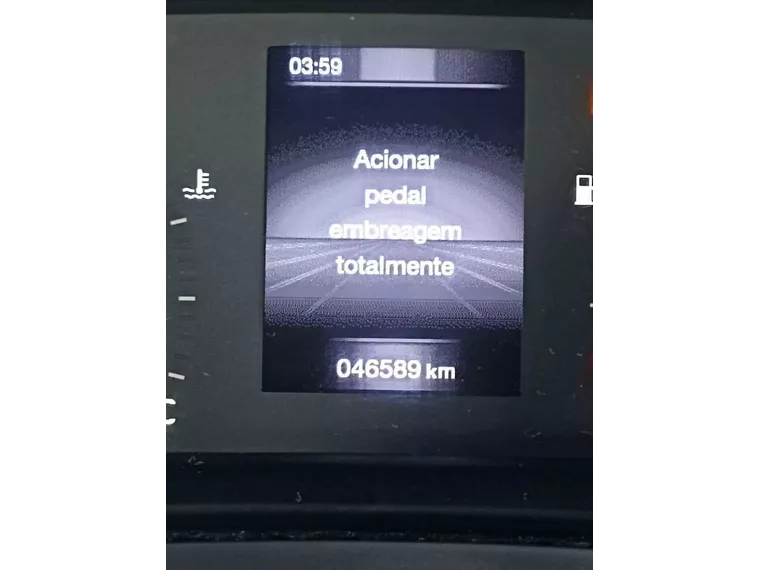 03:59
Acionar
pedal
embreagem
totalmente
046589 km